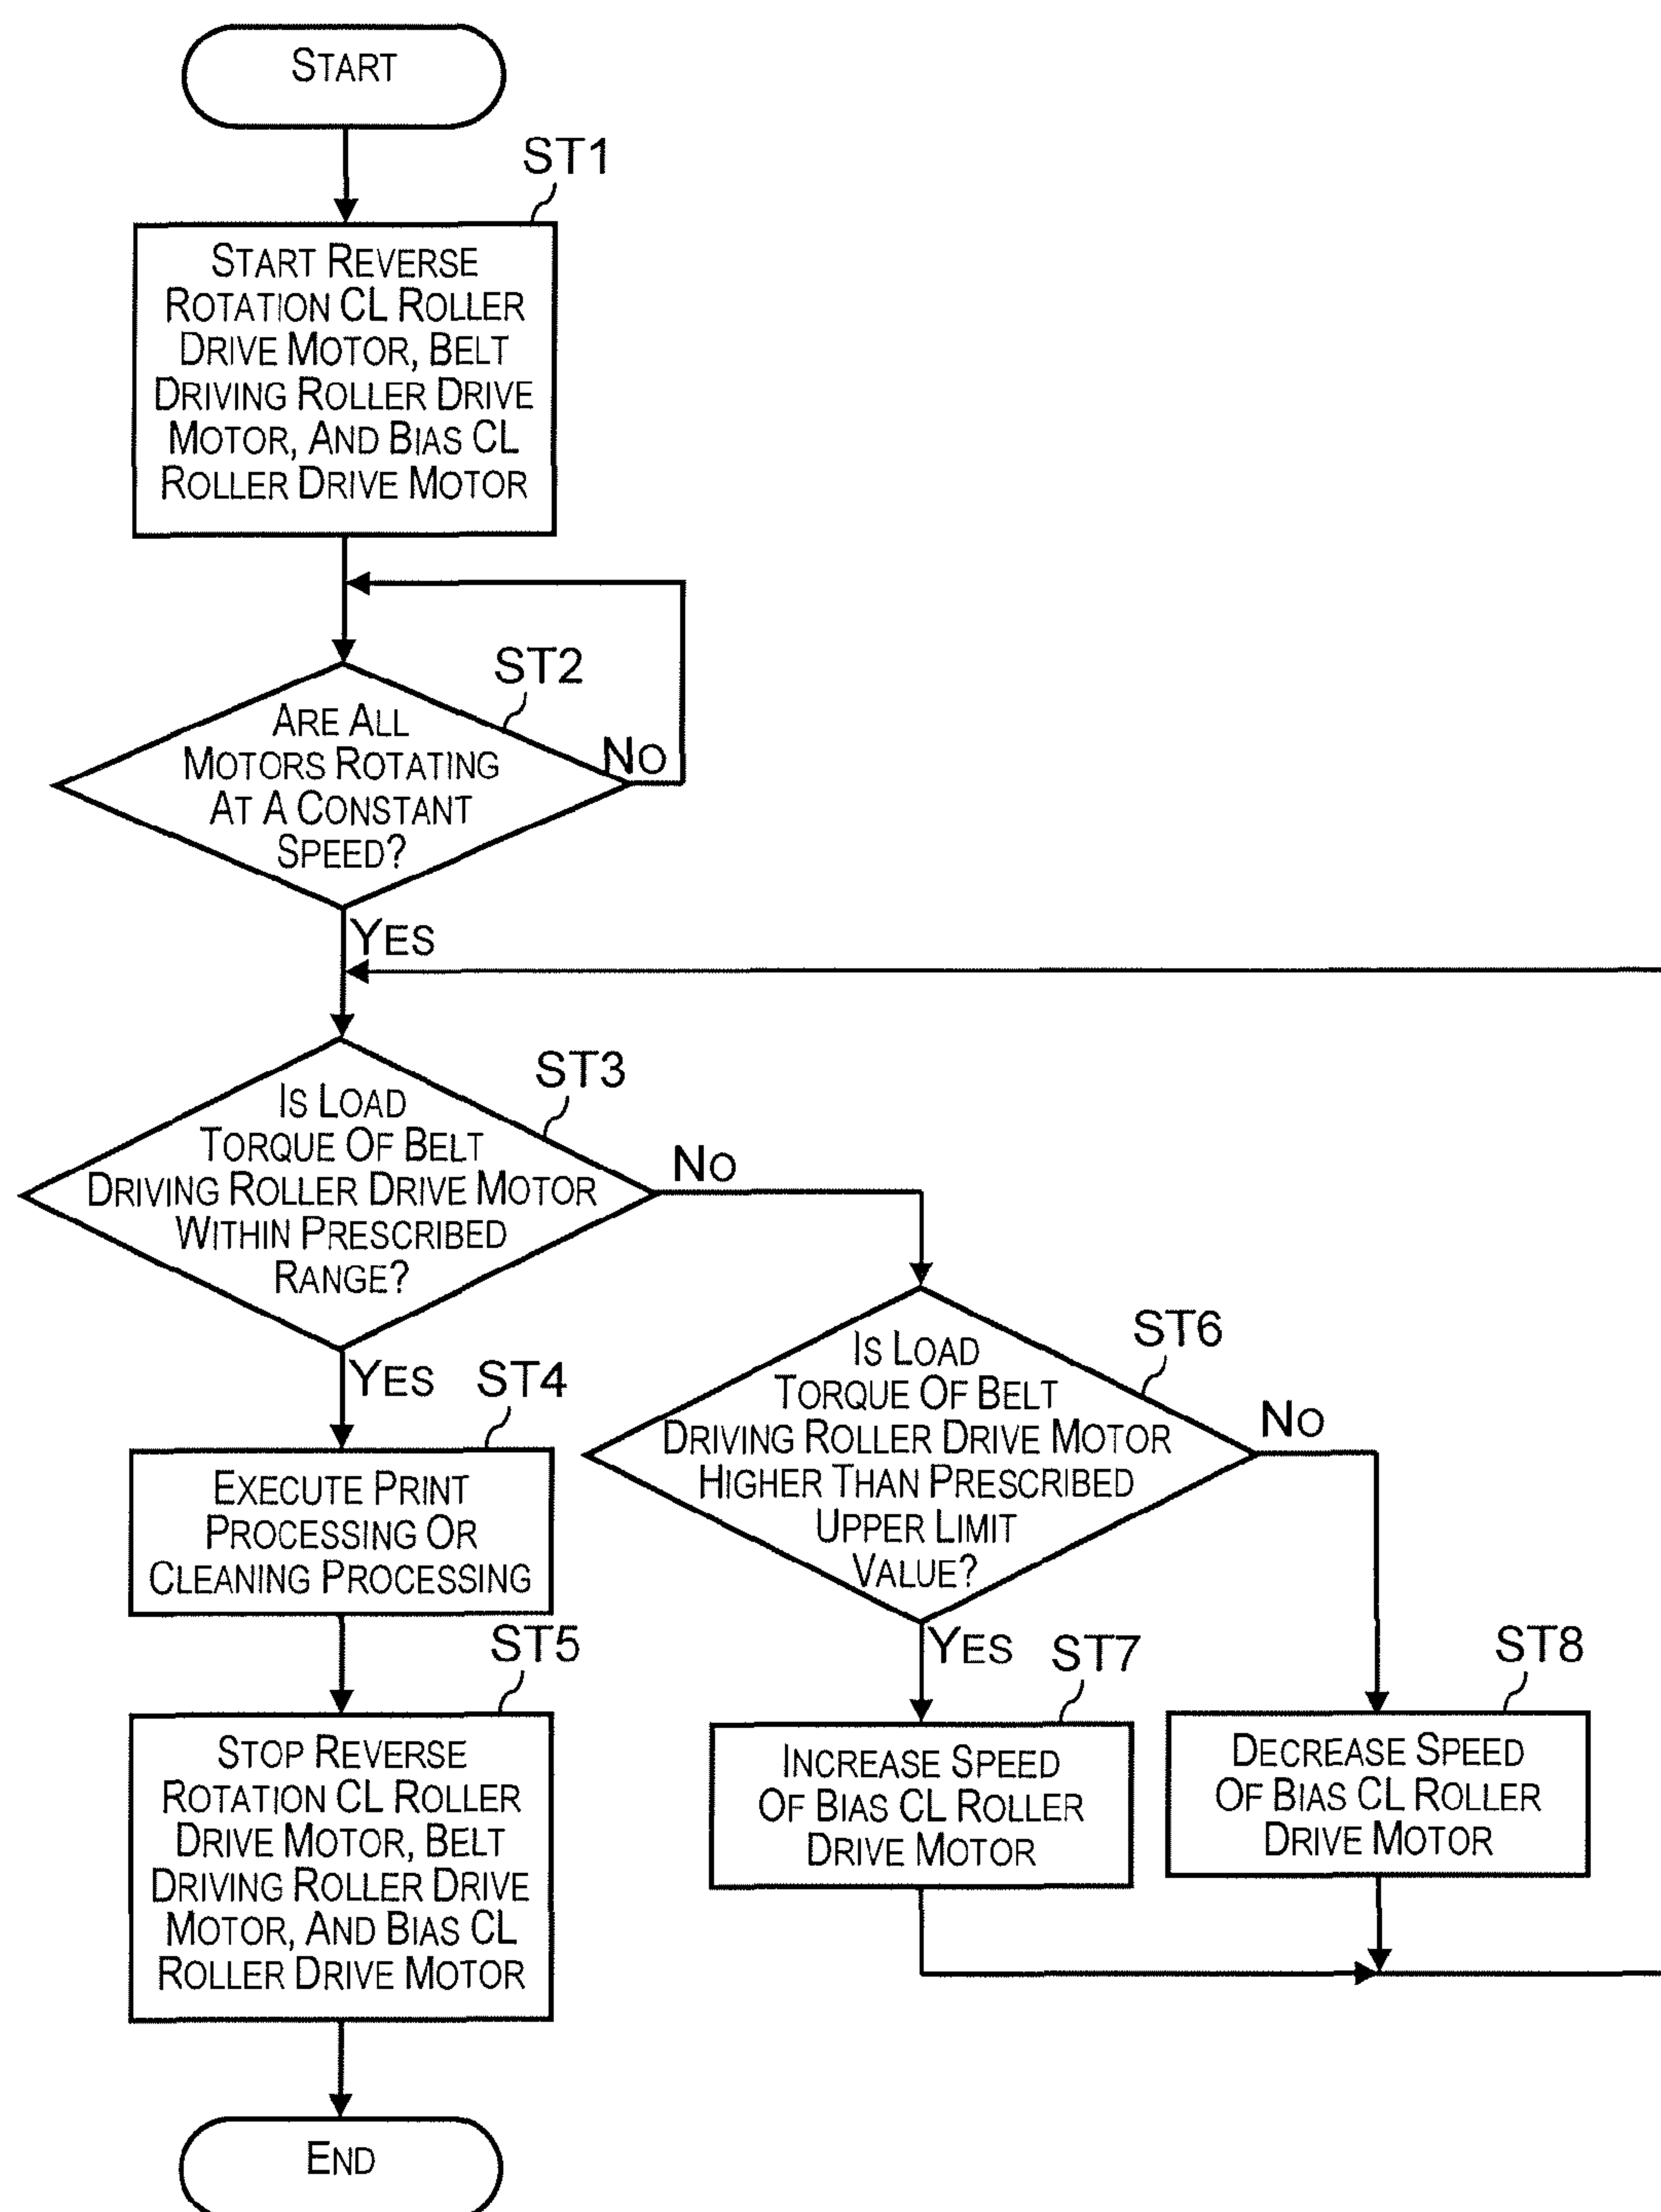 START
ST1
START REVERSE
ROTATION CL ROLLER
DRIVE MOTOR, BELT
DRIVING ROLLER DRIVE
MOTOR, AND BIAS CL
ROLLER DRIVE MOTOR
ST2
ARE ALL
MOTORS ROTATING
AT A CONSTANT
SPEED?
NO
YES
ST3
IS LOAD
TORQUE OF BELT
DRIVING ROLLER DRIVE MOTOR
WITHIN PRESCRIBED
RANGE?
NO
YES
ST4
EXECUTE PRINT
PROCESSING OR
CLEANING PROCESSING
ST5
STOP REVERSE
ROTATION CL ROLLER
DRIVE MOTOR, BELT
DRIVING ROLLER DRIVE
MOTOR, AND BIAS CL
ROLLER DRIVE MOTOR
END
ST6
IS LOAD
TORQUE OF BELT
DRIVING ROLLER DRIVE MOTOR
HIGHER THAN PRESCRIBED
UPPER LIMIT
VALUE?
NO
YES
ST7
INCREASE SPEED
OF BIAS CL ROLLER
DRIVE MOTOR
ST8
DECREASE SPEED
OF BIAS CL ROLLER
DRIVE MOTOR